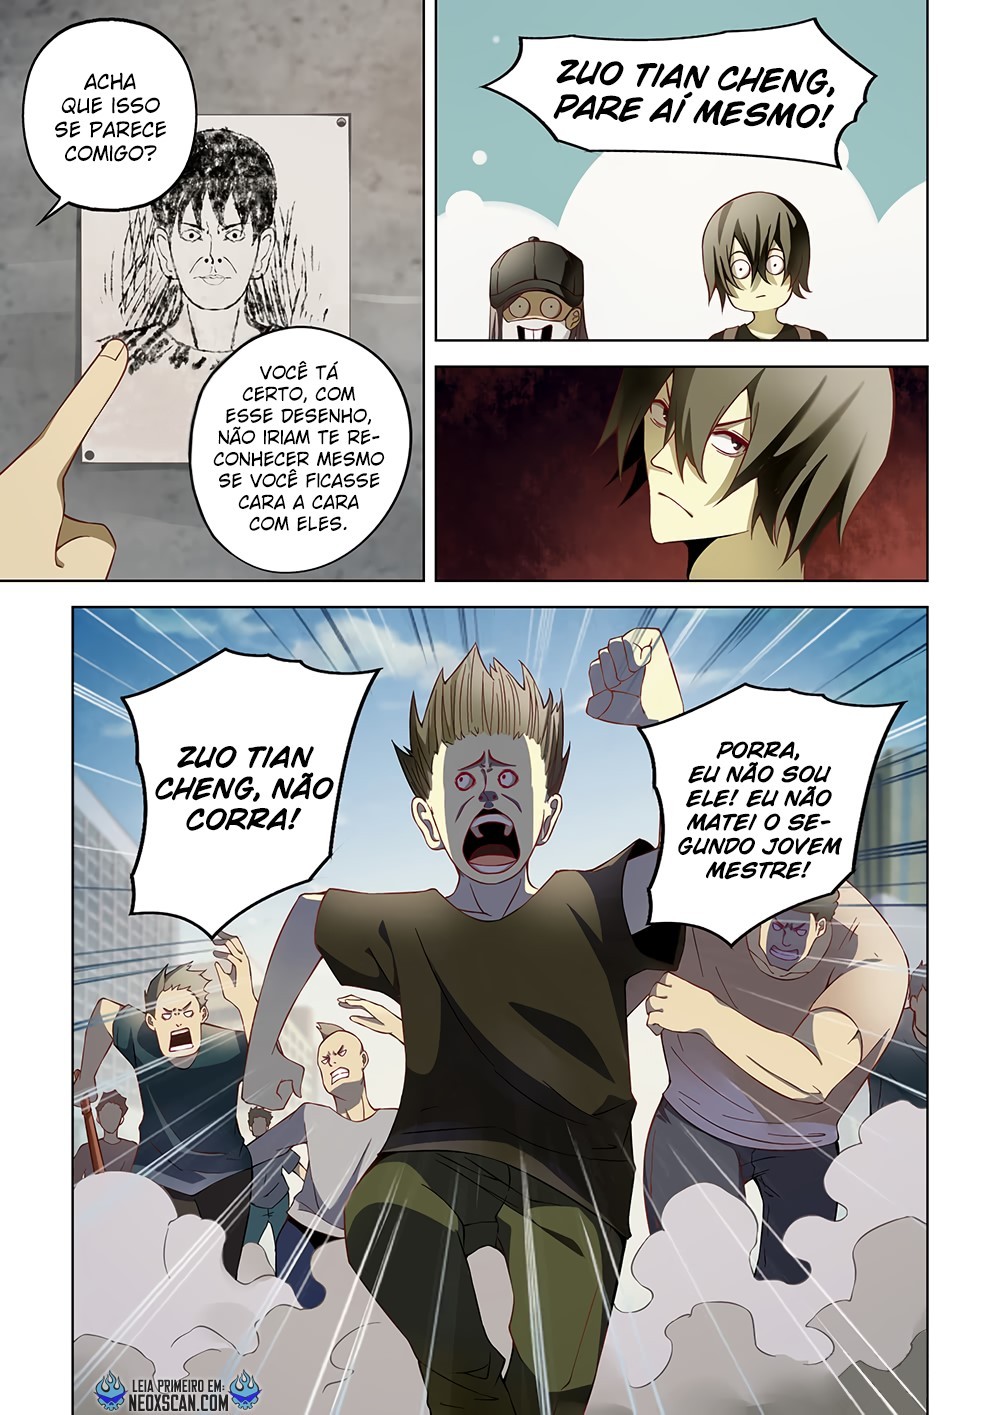 ACHA
QUE ISSO
SE PARECE
COMIGO?
VOCÊ TÁ
CERTO, COM
ESSE DESENHO,
NÃO IRIAM TE RE-
CONHECER MESMO
SE VOCÊ FICASSE
CARA A CARA
COM ELES.
ZUO TIAN CHENG,
PARE AÍ MESMO!
ZUO TIAN
CHENG, NÃO
CORRA!
PORRA,
EU NÃO SOU
ELE! EU NÃO
MATEI O SE-
GUNDO JOVEM
MESTRE!
LEIA PRIMEIRO EM:
NEOXSCAN.COM